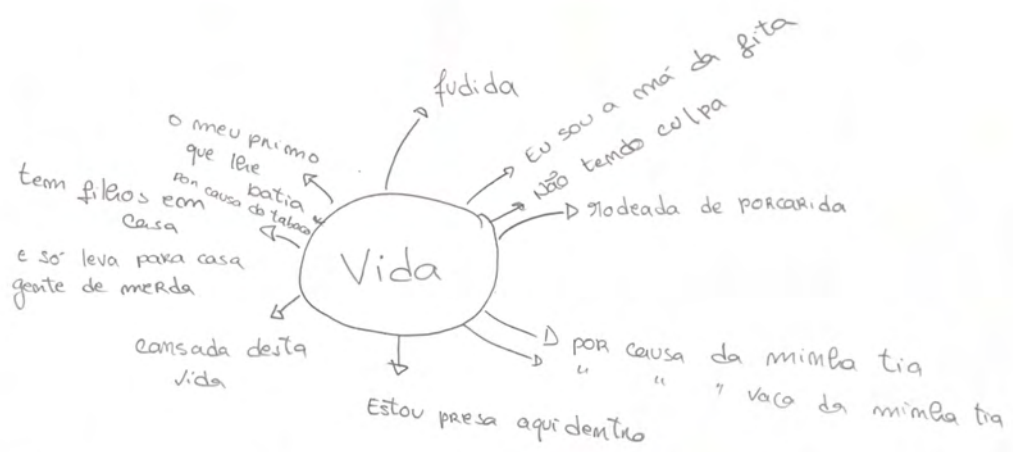 fudida
Eu sou a má da fita
Não tendo culpa
rodeada de porcarida
o meu primo
que lhe
batia
por causa do tabaco
tem filhos em
casa
e só leva para casa
gente de merda
Vida
cansada desta
vida
Estou presa aqui dentro
por causa da minha tia
" " " vaca da minha tia